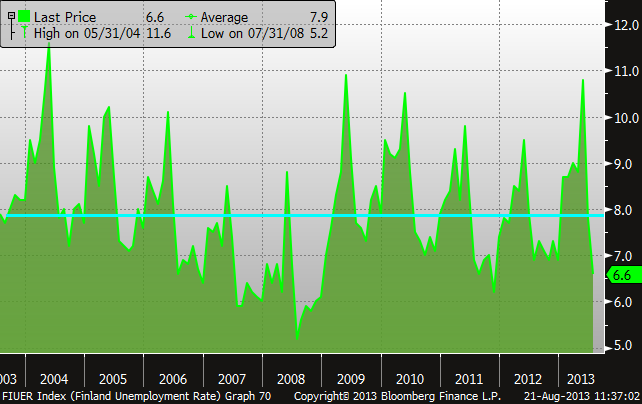 Last Price 6.6 Average 7.9
High on 05/31/04 11.6 Low on 07/31/08 5.2
12.0
11.0
10.0
9.0
8.0
7.0
6.6
6.0
5.0
003 2004 2005 2006 2007 2008 2009 2010 2011 2012 2013
FIUER Index (Finland Unemployment Rate) Graph 70 Copyright© 2013 Bloomberg Finance L.P. 21-Aug-2013 11:37:02